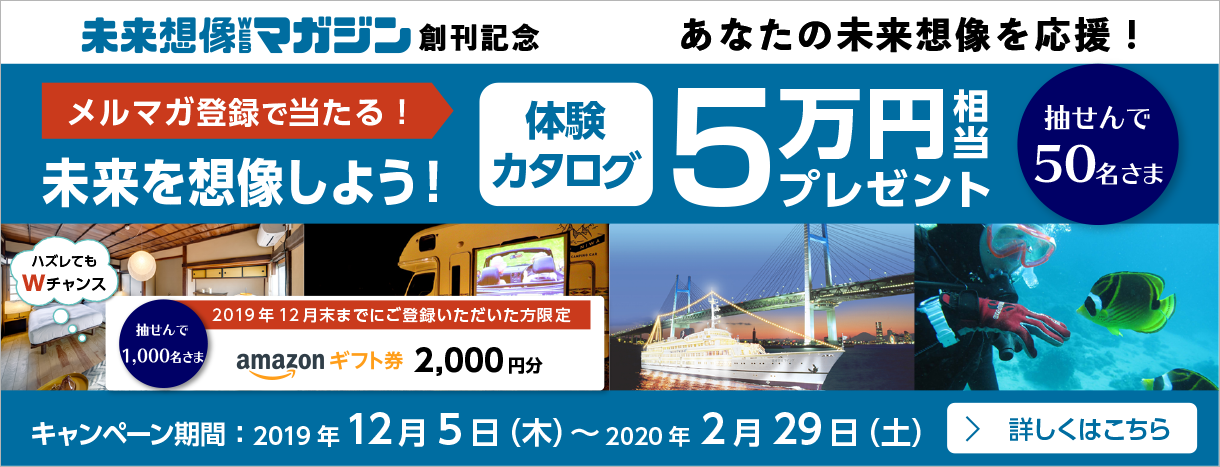 未来想像WEBマガジン 創刊記念
あなたの未来想像を応援！
メルマガ登録で当たる！
未来を想像しよう！
体験
カタログ
5万円相当
プレゼント
抽せんで
50名さま
ハズレても
Wチャンス
抽せんで
1,000名さま
2019年12月末までにご登録いただいた方限定
amazon ギフト券 2,000円分
キャンペーン期間：2019年12月5日（木）～2020年2月29日（土）
詳しくはこちら